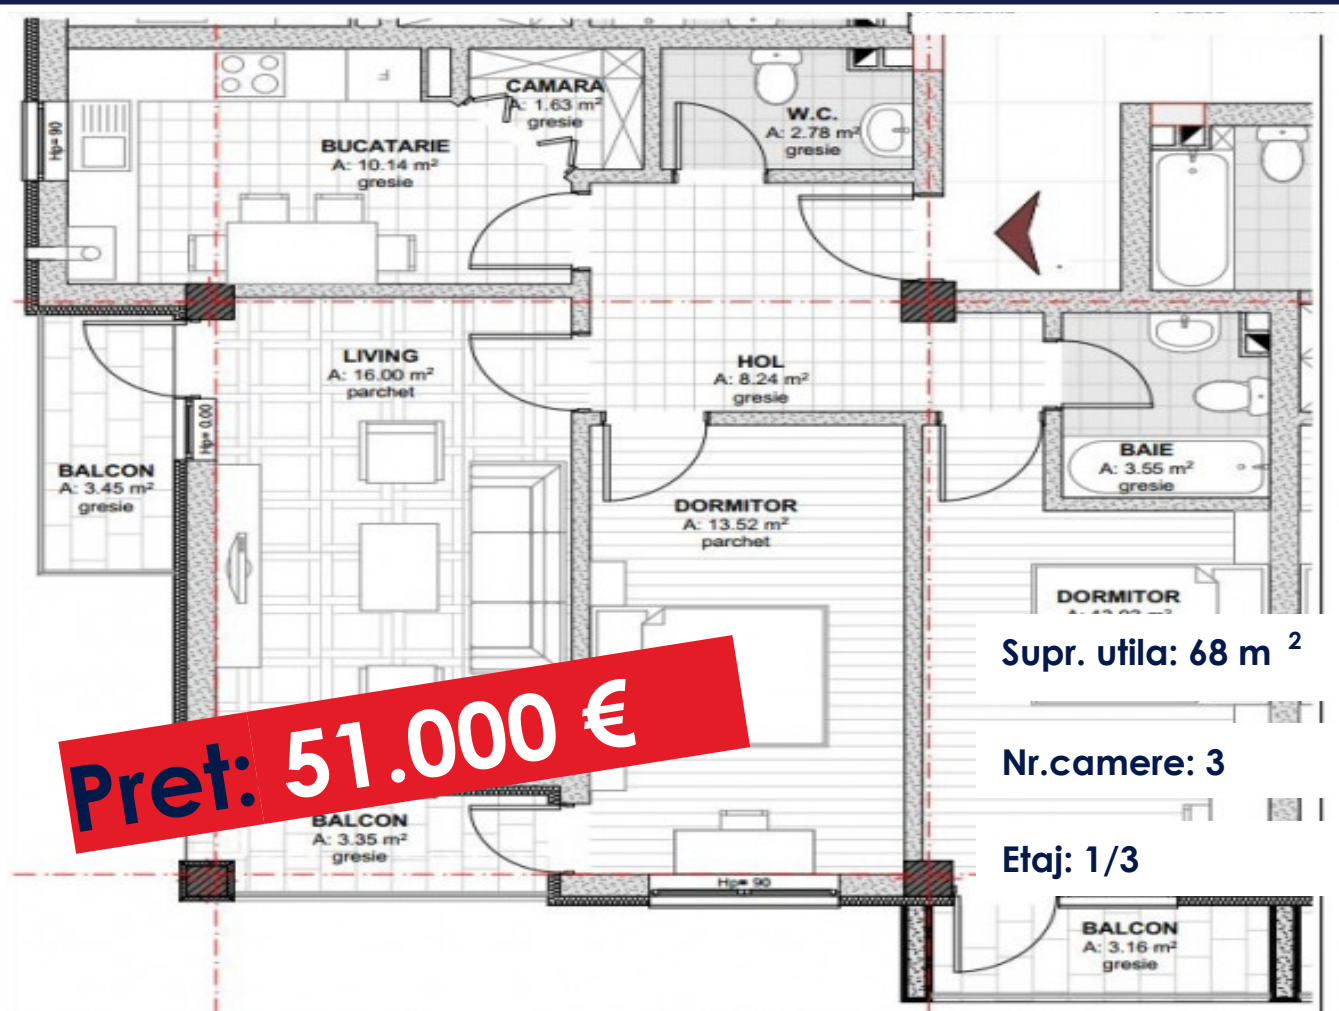 CAMARA
A: 1.63 m²
gresie
W.C.
A: 2.78 m²
gresie
BUCATARIE
A: 10.14 m²
gresie
Hp= 90
LIVING
A: 16.00 m²
parchet
HOL
A: 8.24 m²
gresie
Hp= 0.00
BALCON
A: 3.45 m²
gresie
BAIE
A: 3.55 m²
gresie
DORMITOR
A: 13.52 m²
parchet
DORMITOR
Supr. utila: 68 m ²
Pret: 51.000 €
Nr.camere: 3
BALCON
A: 3.35 m²
gresie
Etaj: 1/3
Hp= 90
BALCON
A: 3.16 m²
gresie